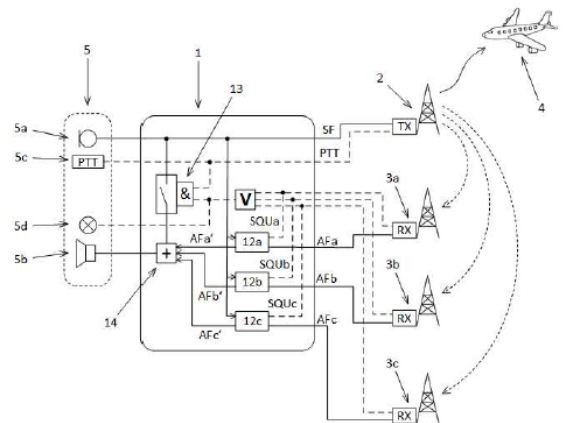 5
1
13
2
4
5a
SF
TX
5c
PTT
PTT
&
3a
V
5d
SQUa
RX
AFa'
12a
AFa
5b
+
SQUb
3b
AFb'
12b
AFb
RX
14
SQUc
12c
AFc
AFc'
3c
RX